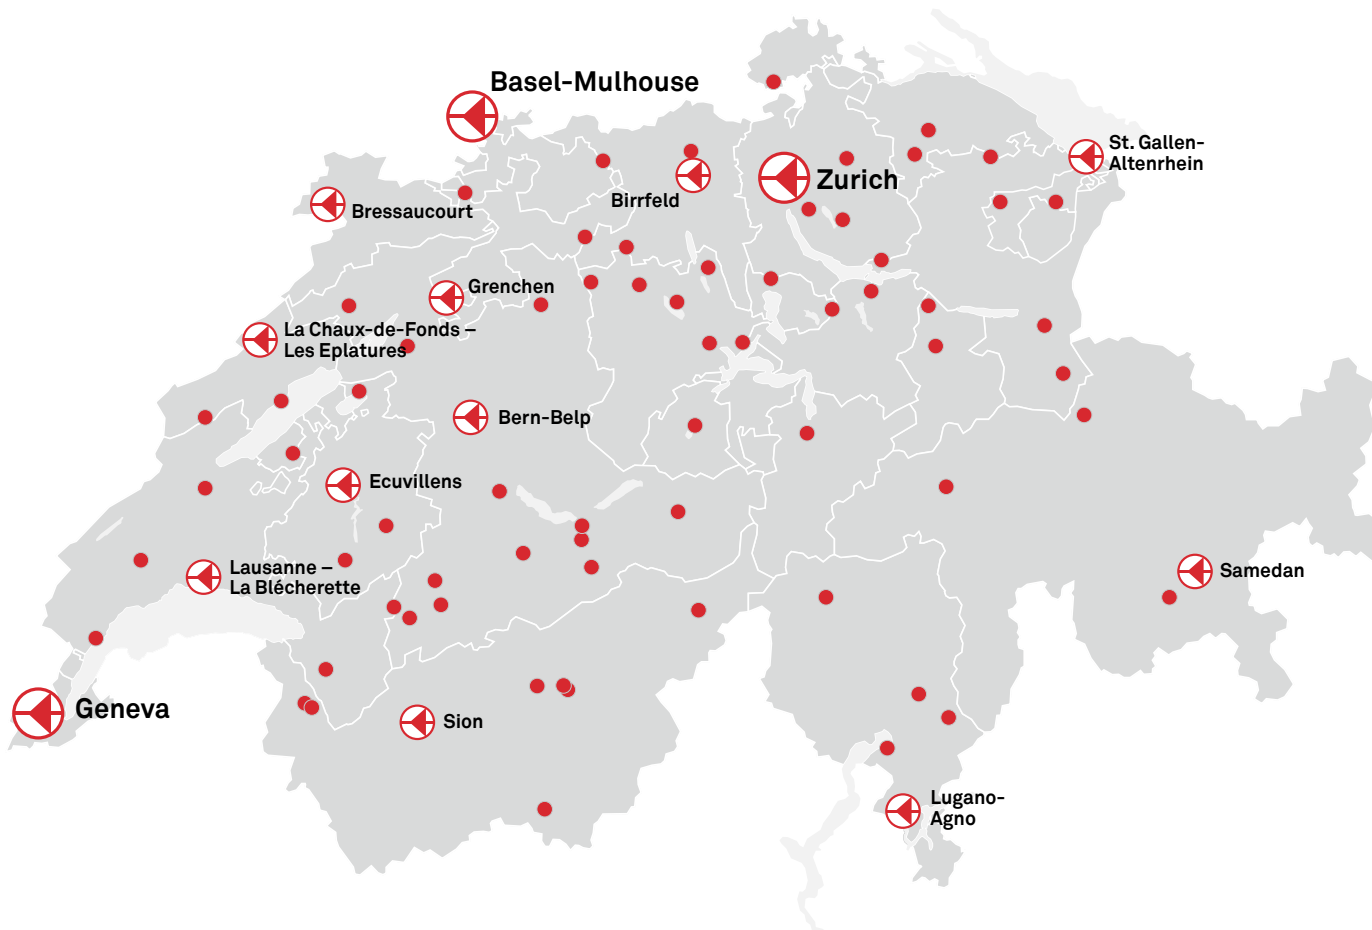 Basel-Mulhouse
St. Gallen-
Altenrhein
Zurich
Birrfeld
Bressaucourt
Grenchen
La Chaux-de-Fonds –
Les Eplatures
Bern-Belp
Ecuvillens
Lausanne –
La Blécherette
Samedan
Geneva
Sion
Lugano-
Agno